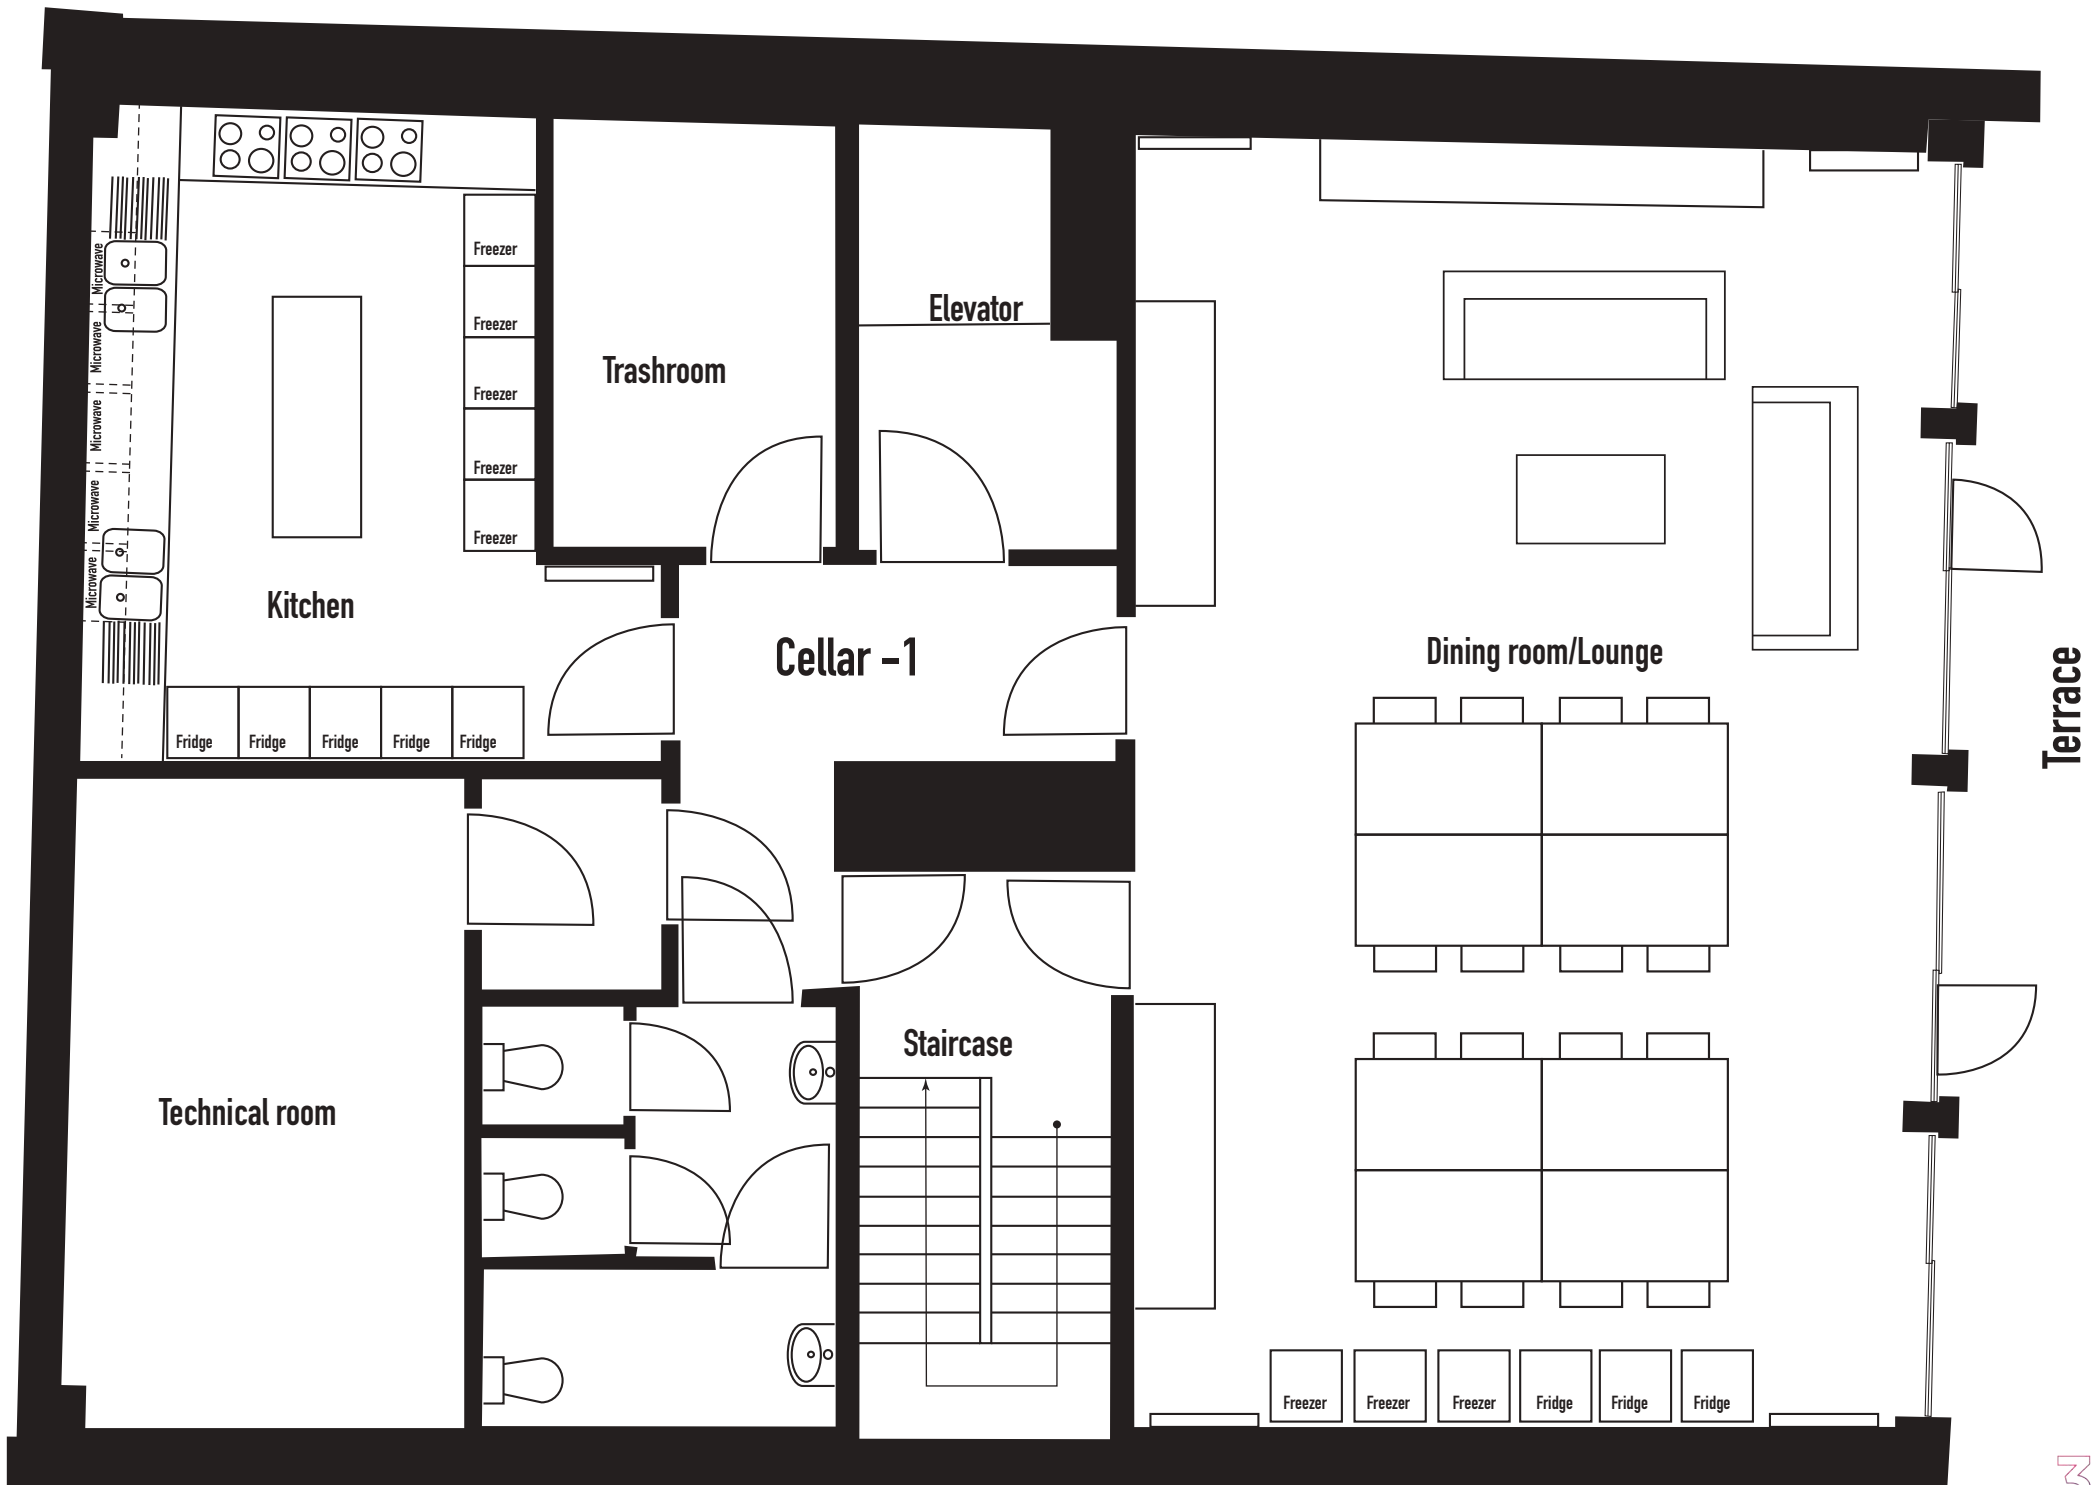 Microwave
Microwave
Microwave
Microwave
Microwave
Freezer
Freezer
Freezer
Freezer
Freezer
Kitchen
Fridge
Fridge
Fridge
Fridge
Fridge
Trashroom
Elevator
Cellar -1
Dining room/Lounge
Terrace
Technical room
Staircase
Freezer
Freezer
Freezer
Fridge
Fridge
Fridge